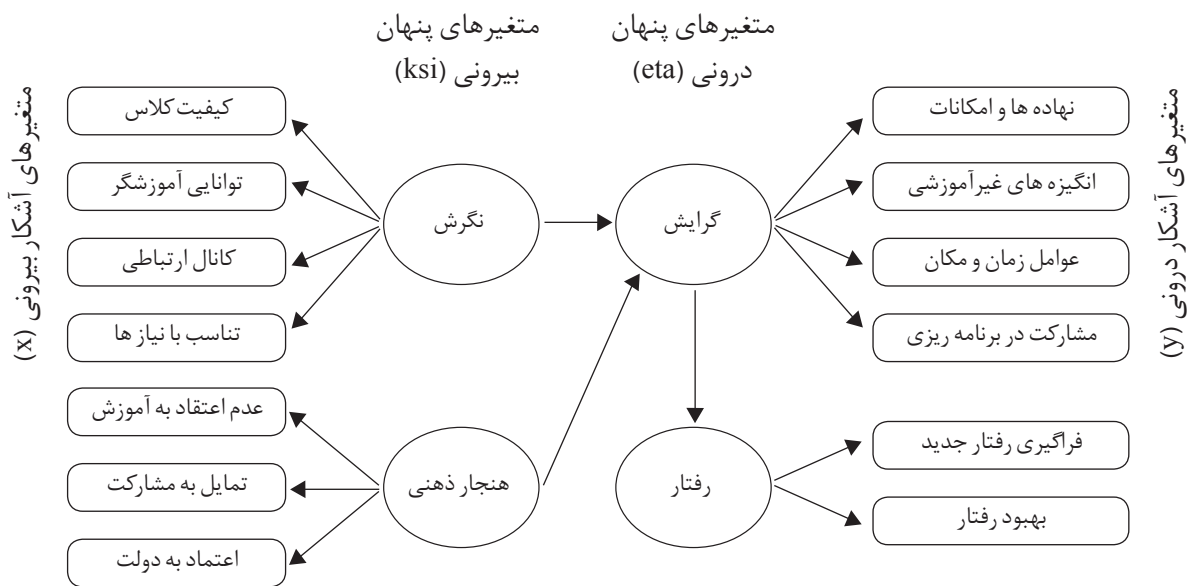 متغیرهای پنهان
درونی (eta)
متغیرهای پنهان
بیرونی (ksi)
متغیرهای آشکار درونی (y)
نهاده ها و امکانات
انگیزه های غیرآموزشی
عوامل زمان و مکان
مشارکت در برنامه ریزی
فراگیری رفتار جدید
بهبود رفتار
گرایش
رفتار
نگرش
هنجار ذهنی
کیفیت کلاس
توانایی آموزشگر
کانال ارتباطی
تناسب با نیاز ها
عدم اعتقاد به آموزش
تمایل به مشارکت
اعتماد به دولت
متغیرهای آشکار بیرونی (x)